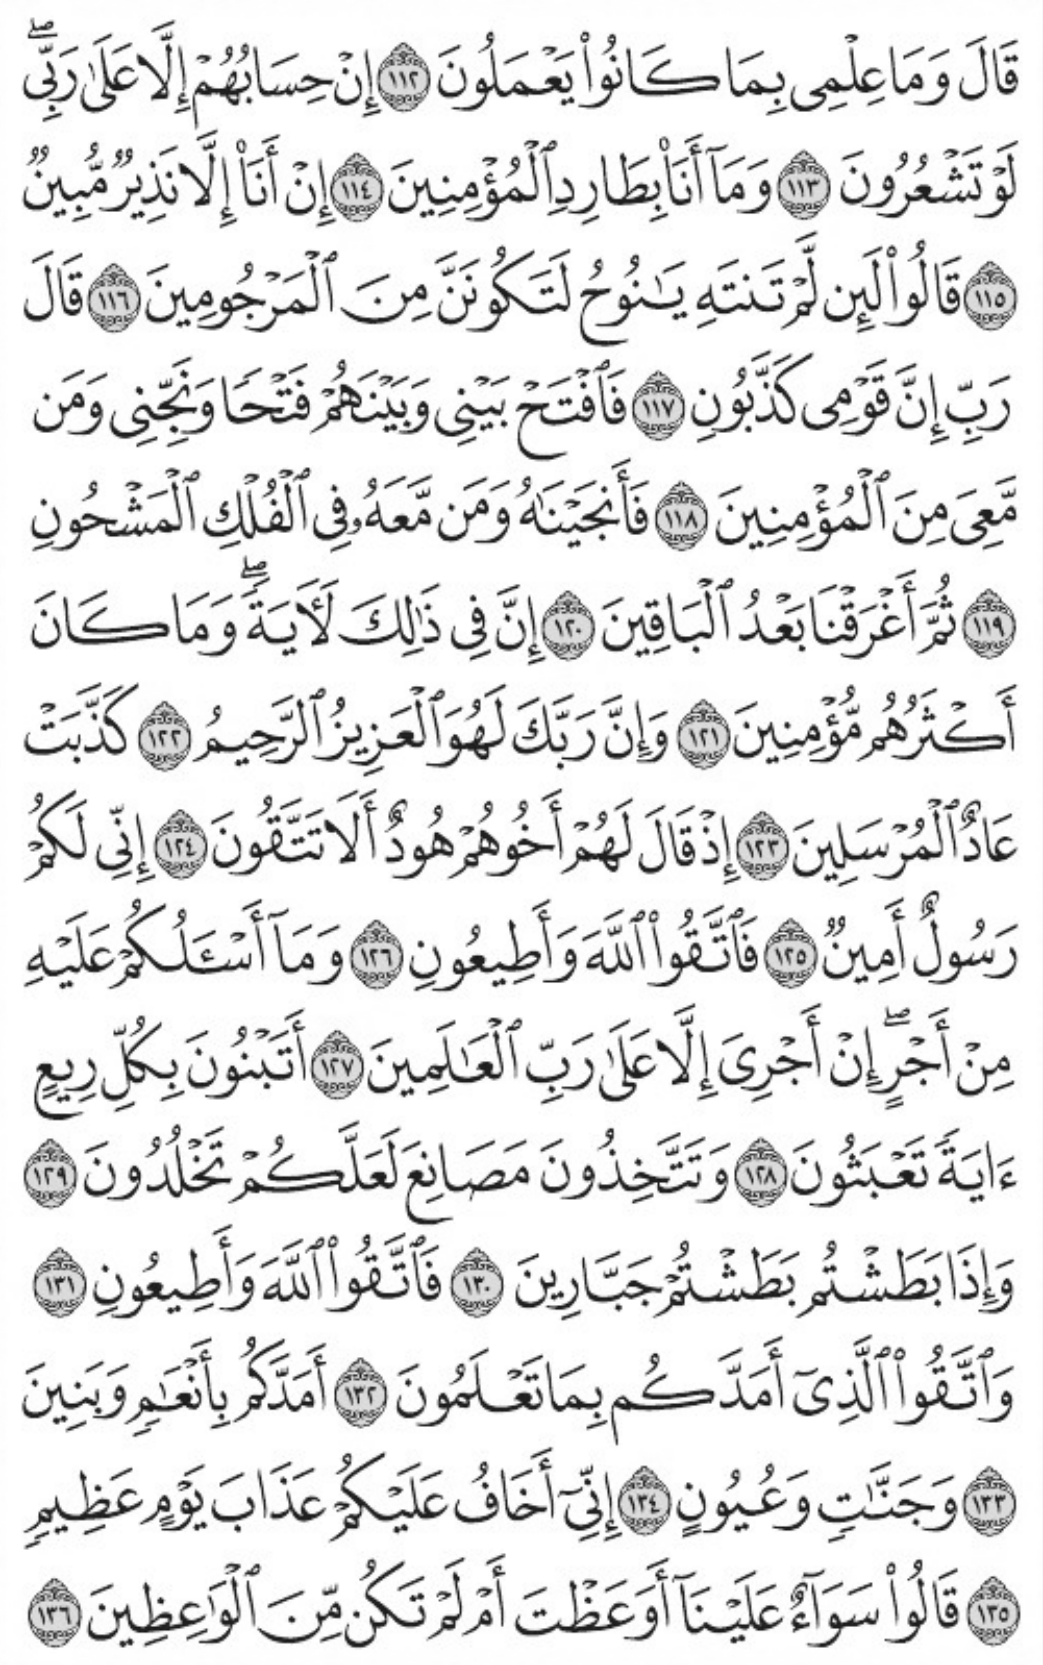 قَالَ وَمَا عِلْمِى بِمَا كَانُوا۟ يَعْمَلُونَ ١١٢ إِنْ حِسَابُهُمْ إِلَّا عَلَىٰ رَبِّىۖ
لَوْ تَشْعُرُونَ ١١٣ وَمَآ أَنَا۠ بِطَارِدِ ٱلْمُؤْمِنِينَ ١١٤ إِنْ أَنَا۠ إِلَّا نَذِيرٌ مُّبِينٌ
١١٥ قَالُوا۟ لَئِن لَّمْ تَنتَهِ يَـٰنُوحُ لَتَكُونَنَّ مِنَ ٱلْمَرْجُومِينَ ١١٦ قَالَ
رَبِّ إِنَّ قَوْمِى كَذَّبُونِ ١١٧ فَٱفْتَحْ بَيْنِى وَبَيْنَهُمْ فَتْحًا وَنَجِّنِى وَمَن
مَّعِىَ مِنَ ٱلْمُؤْمِنِينَ ١١٨ فَأَنجَيْنَـٰهُ وَمَن مَّعَهُۥ فِى ٱلْفُلْكِ ٱلْمَشْحُونِ
١١٩ ثُمَّ أَغْرَقْنَا بَعْدُ ٱلْبَاقِينَ ١٢٠ إِنَّ فِى ذَٰلِكَ لَـَٔايَةًۖ وَمَا كَانَ
أَكْثَرُهُم مُّؤْمِنِينَ ١٢١ وَإِنَّ رَبَّكَ لَهُوَ ٱلْعَزِيزُ ٱلرَّحِيمُ ١٢٢ كَذَّبَتْ
عَادٌ ٱلْمُرْسَلِينَ ١٢٣ إِذْ قَالَ لَهُمْ أَخُوهُمْ هُودٌ أَلَا تَتَّقُونَ ١٢٤ إِنِّى لَكُمْ
رَسُولٌ أَمِينٌ ١٢٥ فَٱتَّقُوا۟ ٱللَّهَ وَأَطِيعُونِ ١٢٦ وَمَآ أَسْـَٔلُكُمْ عَلَيْهِ
مِنْ أَجْرٍۖ إِنْ أَجْرِىَ إِلَّا عَلَىٰ رَبِّ ٱلْعَـٰلَمِينَ ١٢٧ أَتَبْنُونَ بِكُلِّ رِيعٍ
ءَايَةً تَعْبَثُونَ ١٢٨ وَتَتَّخِذُونَ مَصَانِعَ لَعَلَّكُمْ تَخْلُدُونَ ١٢٩
وَإِذَا بَطَشْتُم بَطَشْتُمْ جَبَّارِينَ ١٣٠ فَٱتَّقُوا۟ ٱللَّهَ وَأَطِيعُونِ ١٣١
وَٱتَّقُوا۟ ٱلَّذِىٓ أَمَدَّكُم بِمَا تَعْلَمُونَ ١٣٢ أَمَدَّكُم بِأَنْعَـٰمٍ وَبَنِينَ
١٣٣ وَجَنَّـٰتٍ وَعُيُونٍ ١٣٤ إِنِّىٓ أَخَافُ عَلَيْكُمْ عَذَابَ يَوْمٍ عَظِيمٍ
١٣٥ قَالُوا۟ سَوَآءٌ عَلَيْنَآ أَوَعَظْتَ أَمْ لَمْ تَكُن مِّنَ ٱلْوَٰعِظِينَ ١٣٦